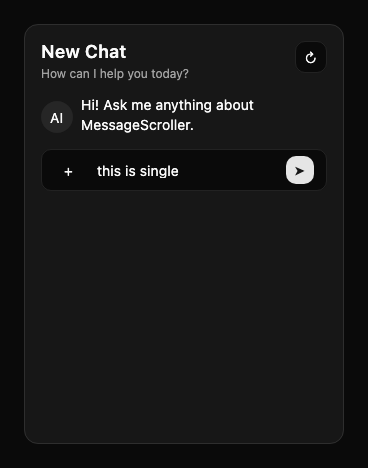 New Chat
How can I help you today?
↻
AI
Hi! Ask me anything about
MessageScroller.
+ this is single ➤